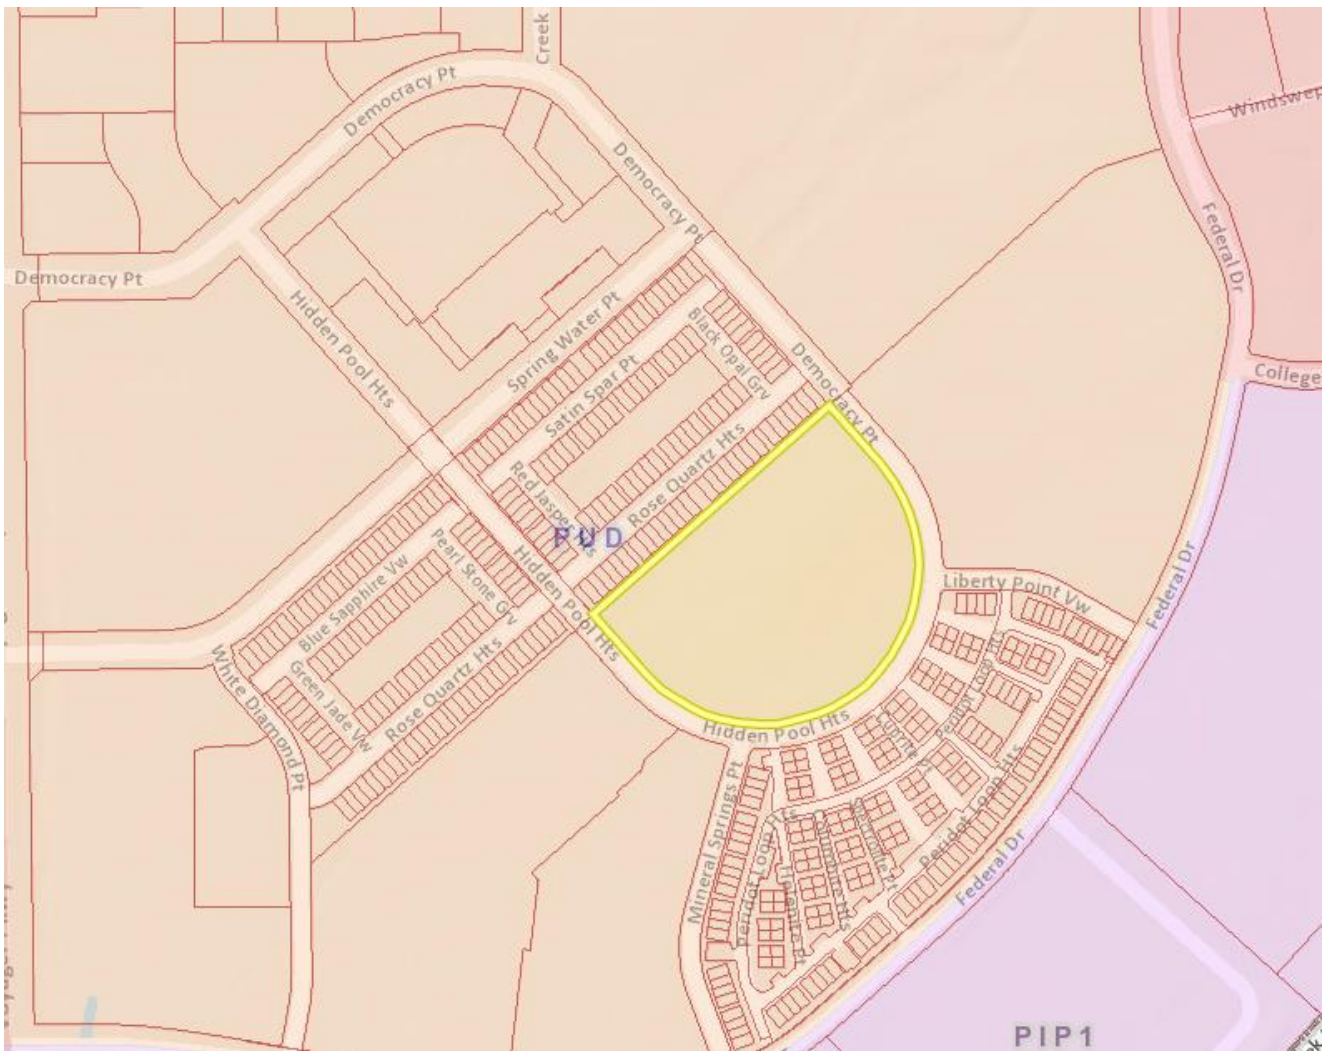 Creek
Democracy Pt
Windswep
Democracy Pt
Federal Dr
Democracy Pt
Hidden Pool Hts
Spring Water Pt
Black Opal Grv
Satin Spar Pt
Democracy Pt
College
Rose Quartz Hts
Red Jasper Hts
PUD
Hidden Pool Hts
Pearl Stone Grv
Blue Sapphire Vw
Federal Dr
Liberty Point Vw
White Diamond Pt
Green Jade Vw
Rose Quartz Hts
Peridot Loop Hts
Hidden Pool Hts
Cuprite Pt
Mineral Springs Pt
Peridot Loop Hts
Peridot Loop Hts
Federal Dr
PIP1